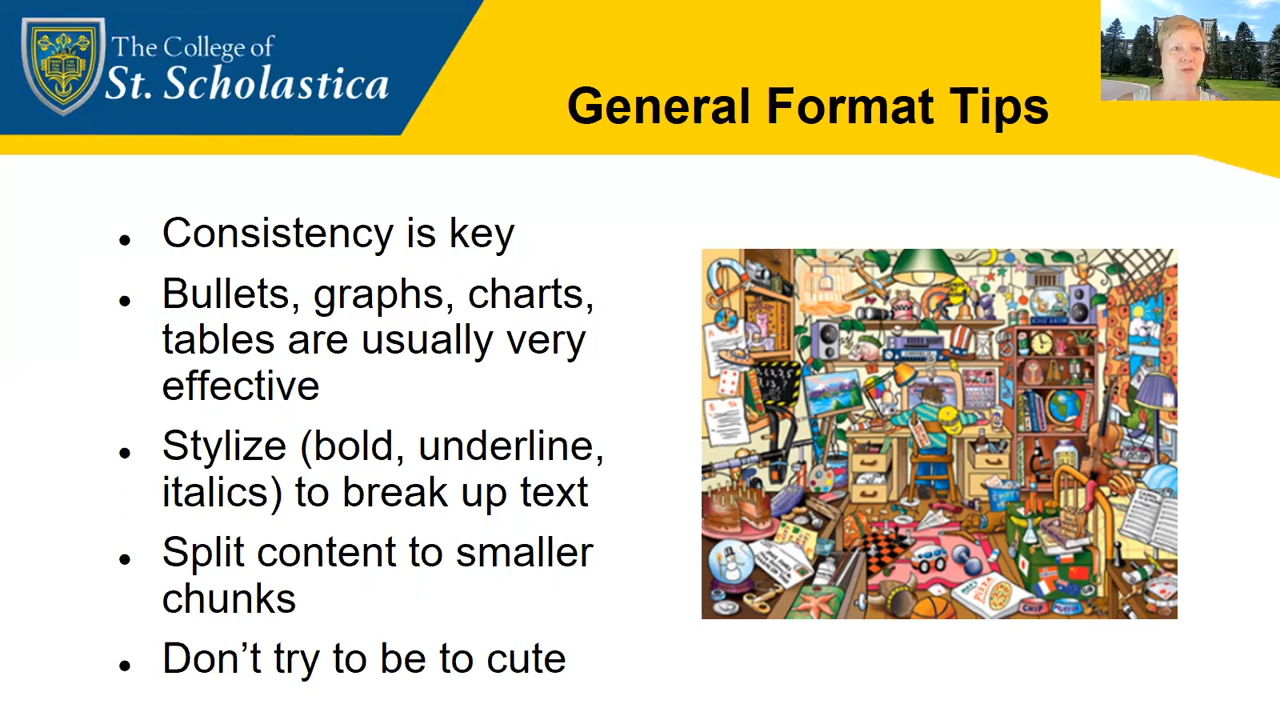 The College of
St. Scholastica
General Format Tips
Consistency is key
Bullets, graphs, charts,
tables are usually very
effective
Stylize (bold, underline,
italics) to break up text
Split content to smaller
chunks
Don’t try to be to cute
PIZZA
CHIP